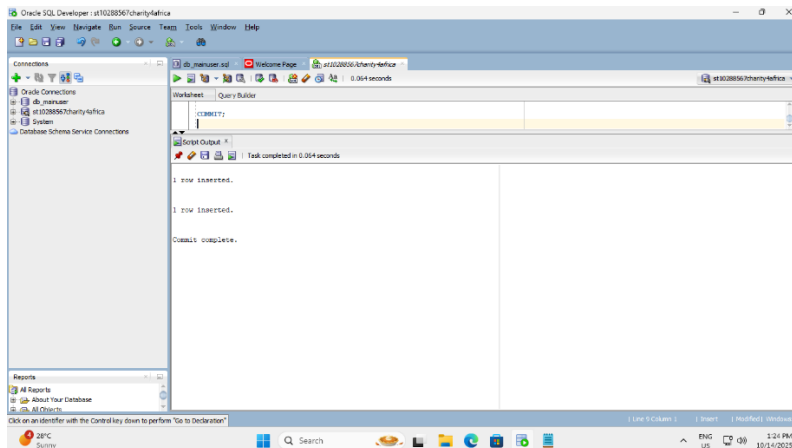 Oracle SQL Developer : st10288567charity4africa
File Edit View Navigate Run Source Team Tools Window Help
Connections
Oracle Connections
db_mainuser
st10288567charity4africa
System
Database Schema Service Connections
db_mainuser.sql Welcome Page st10288567charity4africa
0.064 seconds
st10288567charity4africa
Worksheet Query Builder
COMMIT;
Script Output
Task completed in 0.064 seconds
1 row inserted.
1 row inserted.
Commit complete.
Reports
All Reports
About Your Database
All Objects
Click on an identifier with the Control key down to perform "Go to Declaration"
Line 9 Column 1 Insert Modified Windows
28°C
Sunny
Search
ENG
US
1:24 PM
10/14/2025